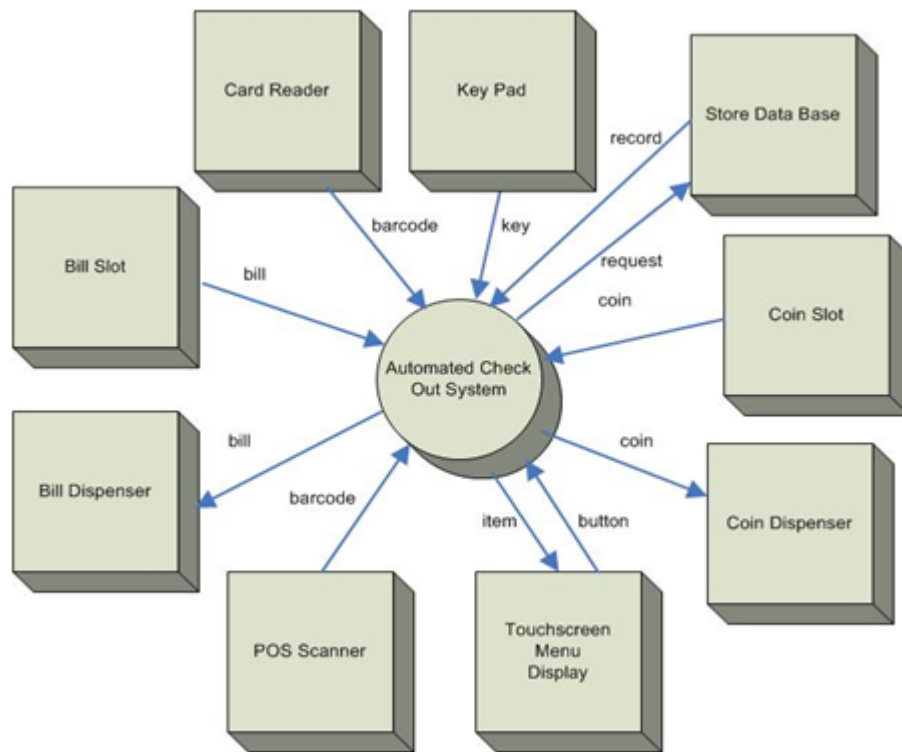 Card Reader
Key Pad
Store Data Base
record
barcode
key
Bill Slot
bill
request
coin
Coin Slot
Automated Check
Out System
bill
coin
Bill Dispenser
barcode
item
button
Coin Dispenser
POS Scanner
Touchscreen
Menu
Display